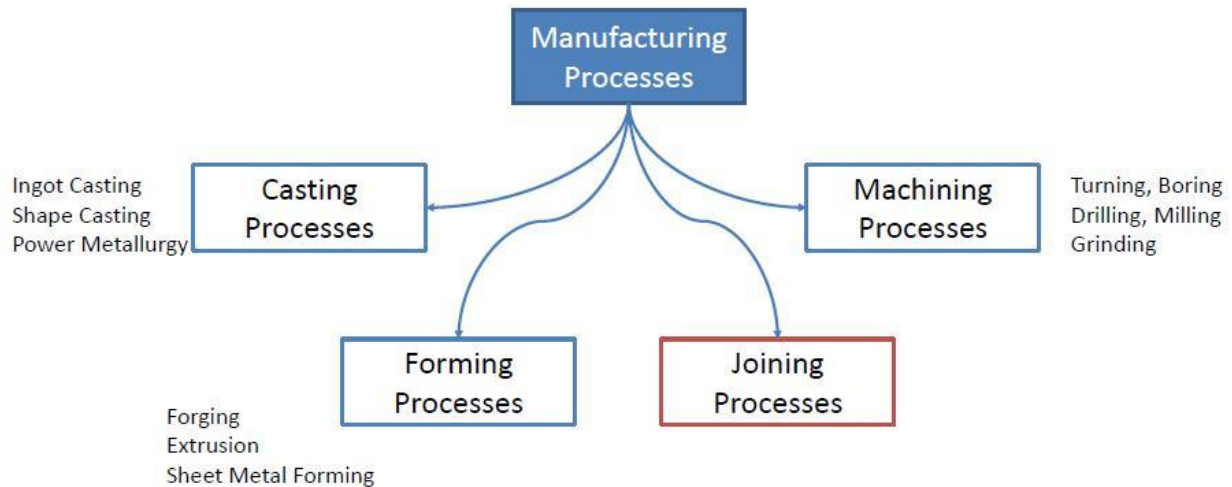 Manufacturing
Processes
Ingot Casting
Shape Casting
Power Metallurgy
Casting
Processes
Machining
Processes
Turning, Boring
Drilling, Milling
Grinding
Forming
Processes
Joining
Processes
Forging
Extrusion
Sheet Metal Forming